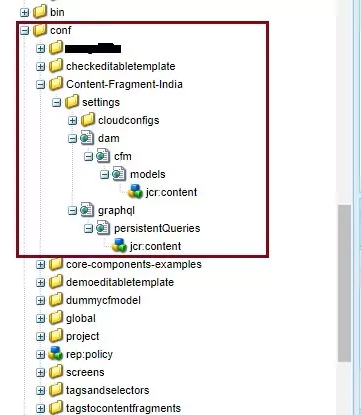 bin
conf
checkeditabletemplate
Content-Fragment-India
settings
cloudconfigs
dam
cfm
models
jcr:content
graphql
persistentQueries
jcr:content
core-components-examples
demoeditabletemplate
dummycfmodel
global
project
rep:policy
screens
tagsandselectors
tagstocontentfragments